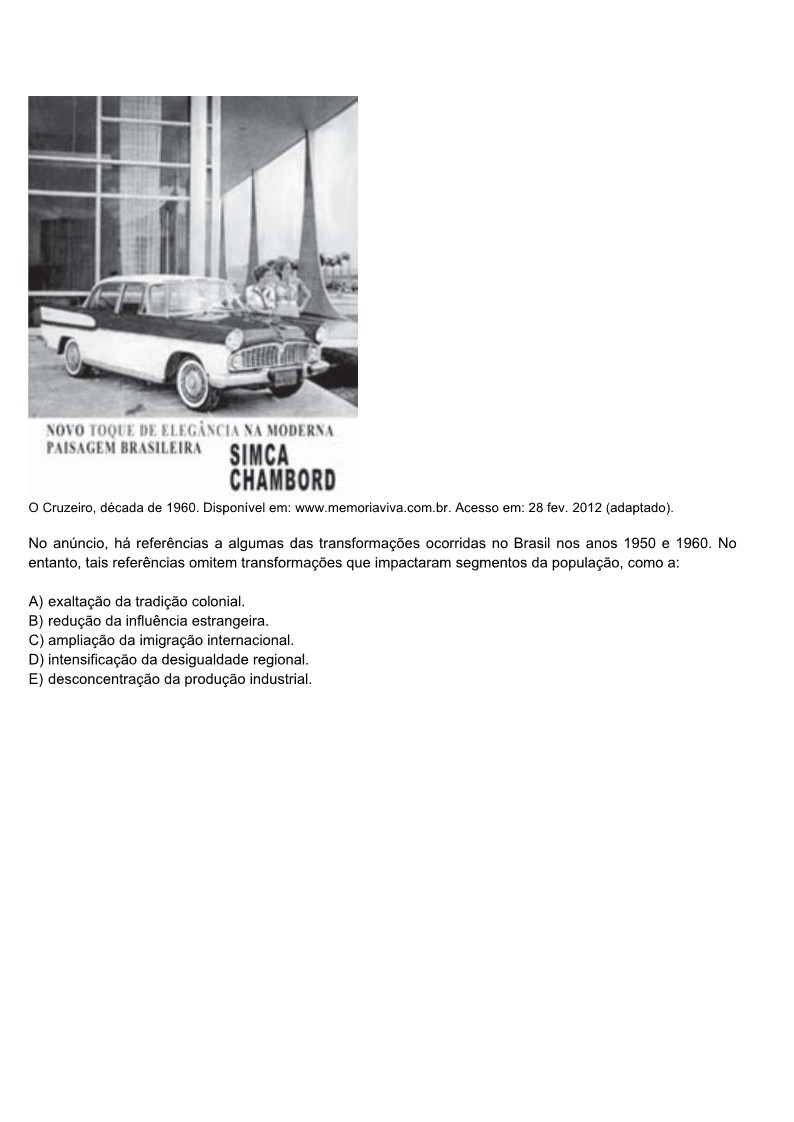 NOVO TOQUE DE ELEGÂNCIA NA MODERNA
PAISAGEM BRASILEIRA
SIMCA
CHAMBORD
O Cruzeiro, década de 1960. Disponível em: www.memoriaviva.com.br. Acesso em: 28 fev. 2012 (adaptado).
No anúncio, há referências a algumas das transformações ocorridas no Brasil nos anos 1950 e 1960. No
entanto, tais referências omitem transformações que impactaram segmentos da população, como a:
A) exaltação da tradição colonial.
B) redução da influência estrangeira.
C) ampliação da imigração internacional.
D) intensificação da desigualdade regional.
E) desconcentração da produção industrial.